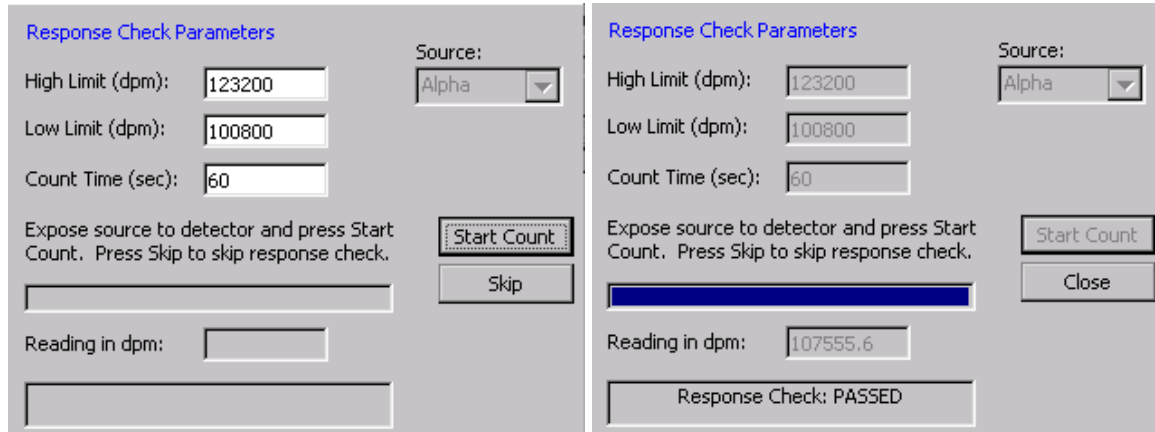 Response Check Parameters
Source:
High Limit (dpm): 123200
Alpha
Low Limit (dpm): 100800
Count Time (sec): 60
Expose source to detector and press Start
Count. Press Skip to skip response check.
Start Count
Skip
Reading in dpm:
Response Check Parameters
Source:
High Limit (dpm): 123200
Alpha
Low Limit (dpm): 100800
Count Time (sec): 60
Expose source to detector and press Start
Count. Press Skip to skip response check.
Start Count
Close
Reading in dpm: 107555.6
Response Check: PASSED